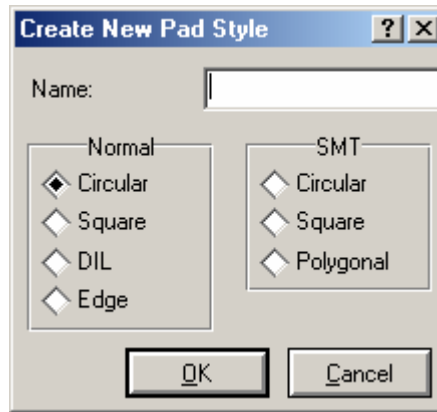 Create New Pad Style
Name:
Normal
Circular
Square
DIL
Edge
SMT
Circular
Square
Polygonal
OK
Cancel